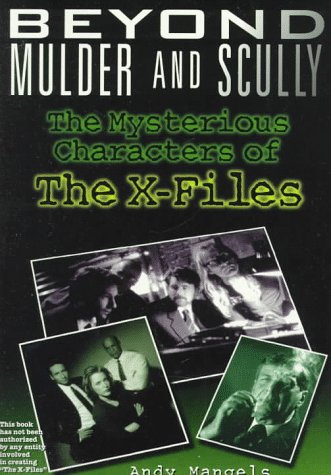 BEYOND
MULDER AND SCULLY
The Mysterious
Characters of
The X-Files
This book
has not been
authorized
by any entity
involved
in creating
"The X-Files"
Andy Mangels